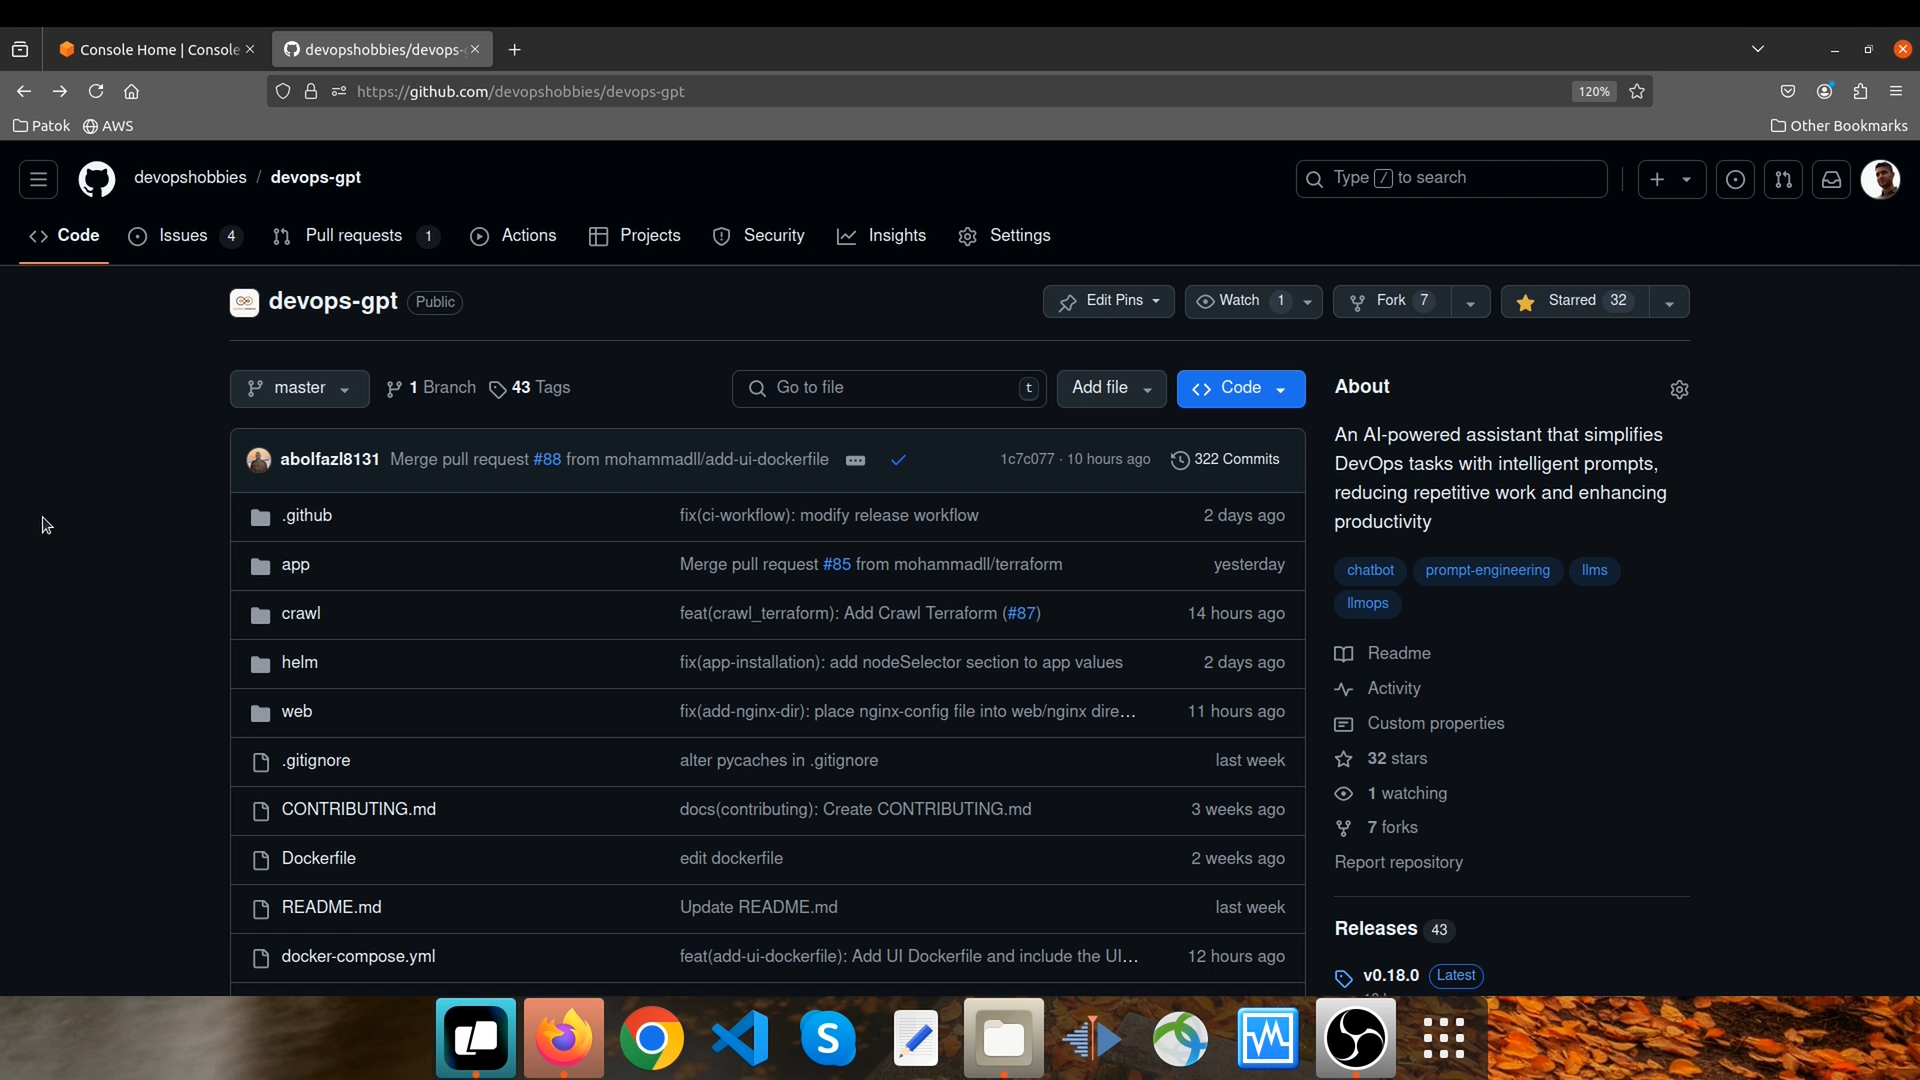 Console Home | Console
devopshobbies/devops-
https://github.com/devopshobbies/devops-gpt
120%
Patok
AWS
Other Bookmarks
devopshobbies / devops-gpt
Type / to search
Code
Issues 4
Pull requests 1
Actions
Projects
Security
Insights
Settings
devops-gpt Public
Edit Pins
Watch 1
Fork 7
Starred 32
master
1 Branch
43 Tags
Go to file t
Add file
Code
abolfazl8131 Merge pull request #88 from mohammadll/add-ui-dockerfile
1c7c077 · 10 hours ago
322 Commits
.github fix(ci-workflow): modify release workflow 2 days ago
app Merge pull request #85 from mohammadll/terraform yesterday
crawl feat(crawl_terraform): Add Crawl Terraform (#87) 14 hours ago
helm fix(app-installation): add nodeSelector section to app values 2 days ago
web fix(add-nginx-dir): place nginx-config file into web/nginx dire... 11 hours ago
.gitignore alter pycaches in .gitignore last week
CONTRIBUTING.md docs(contributing): Create CONTRIBUTING.md 3 weeks ago
Dockerfile edit dockerfile 2 weeks ago
README.md Update README.md last week
docker-compose.yml feat(add-ui-dockerfile): Add UI Dockerfile and include the UI... 12 hours ago
About
An AI-powered assistant that simplifies
DevOps tasks with intelligent prompts,
reducing repetitive work and enhancing
productivity
chatbot
prompt-engineering
llms
llmops
Readme
Activity
Custom properties
32 stars
1 watching
7 forks
Report repository
Releases 43
v0.18.0 Latest
S